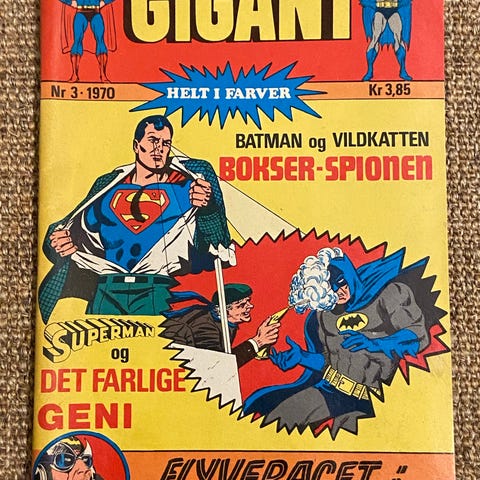 GIGANT
Nr 3 · 1970
HELT I FARVER
Kr 3,85
BATMAN og VILDKATTEN
BOKSER-SPIONEN
S
SUPERMAN
og
DET FARLIGE
GENI